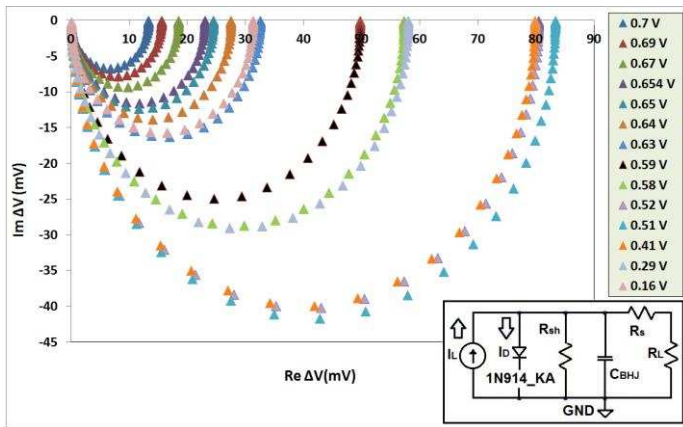 0 10 20 30 40 50 60 70 80 90
0
-5
-10
-15
-20
-25
-30
-35
-40
-45
Im ΔV(mV)
Re ΔV(mV)
0.7 V
0.69 V
0.67 V
0.654 V
0.65 V
0.64 V
0.63 V
0.59 V
0.58 V
0.52 V
0.51 V
0.41 V
0.29 V
0.16 V
IL
ID
1N914_KA
Rsh
CBHJ
Rs
RL
GND